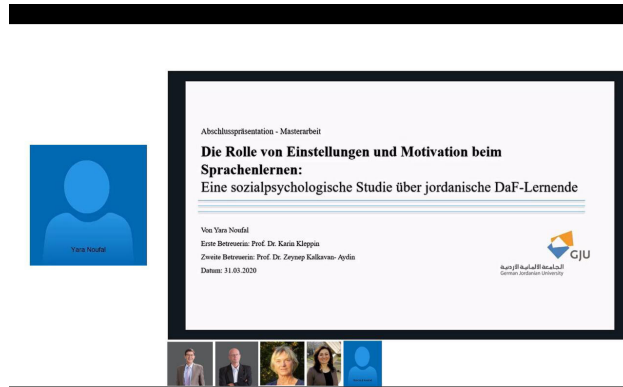 Abschlusspräsentation - Masterarbeit
Die Rolle von Einstellungen und Motivation beim
Sprachenlernen:
Eine sozialpsychologische Studie über jordanische DaF-Lernende
Von Yara Noufal
Erste Betreuerin: Prof. Dr. Karin Kleppin
Zweite Betreuerin: Prof. Dr. Zeynep Kalkavan- Aydin
Datum: 31.03.2020
GJU
الجامعة الالمانية الاردنية
German Jordanian University
Yara Noufal